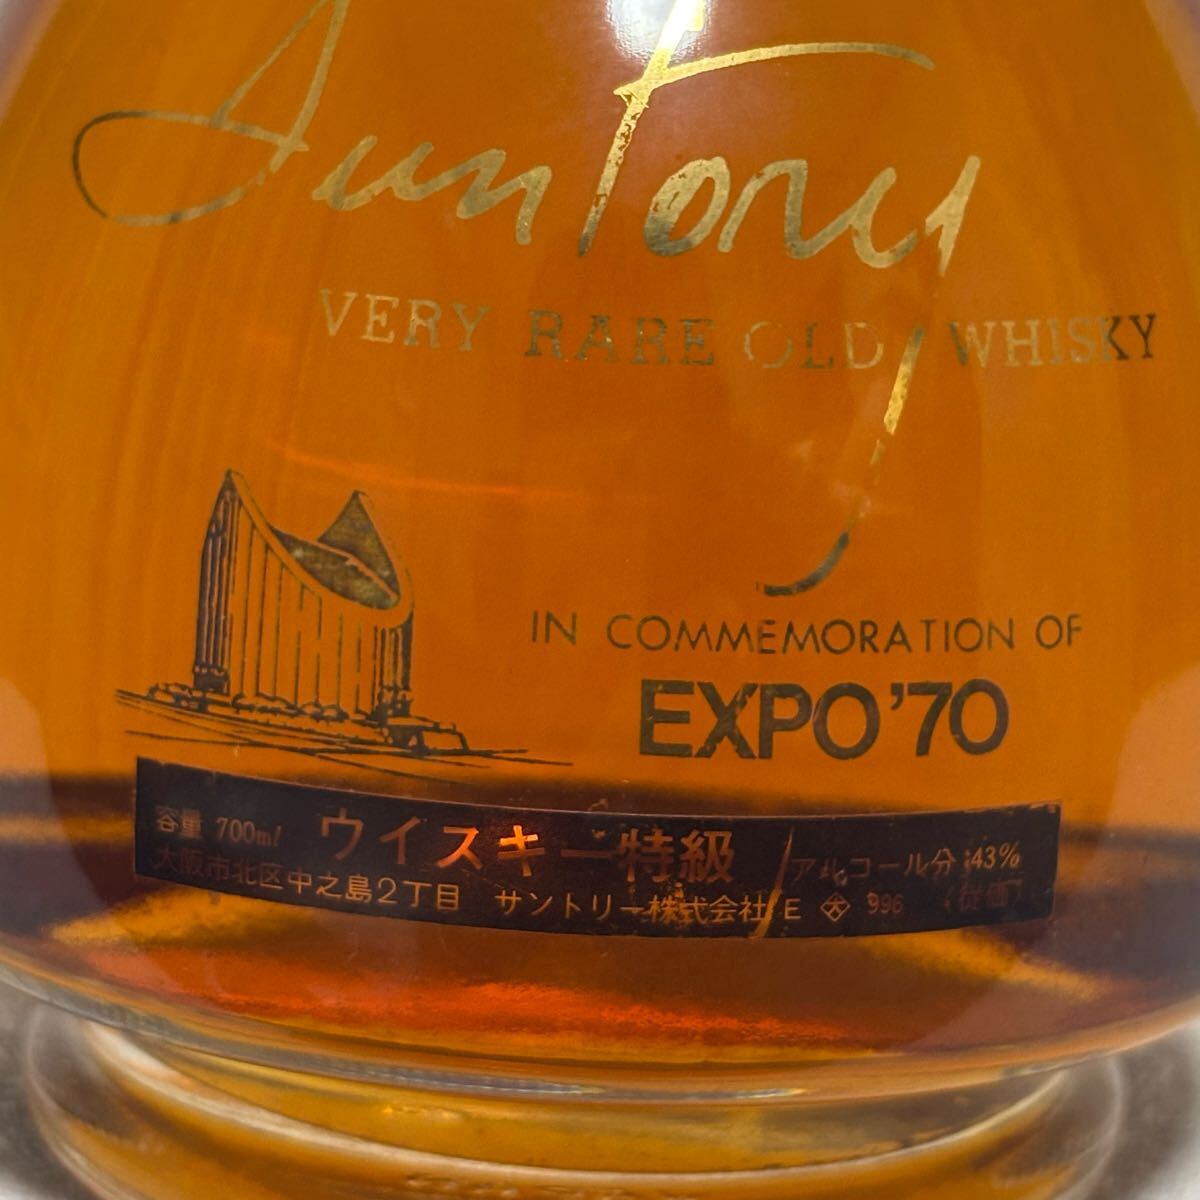 Suntory
VERY RARE OLD WHISKY
IN COMMEMORATION OF
EXPO'70
容量 700ml ウイスキー特級 アルコール分 43%
大阪市北区中之島2丁目 サントリー株式会社 E 996 (従価)